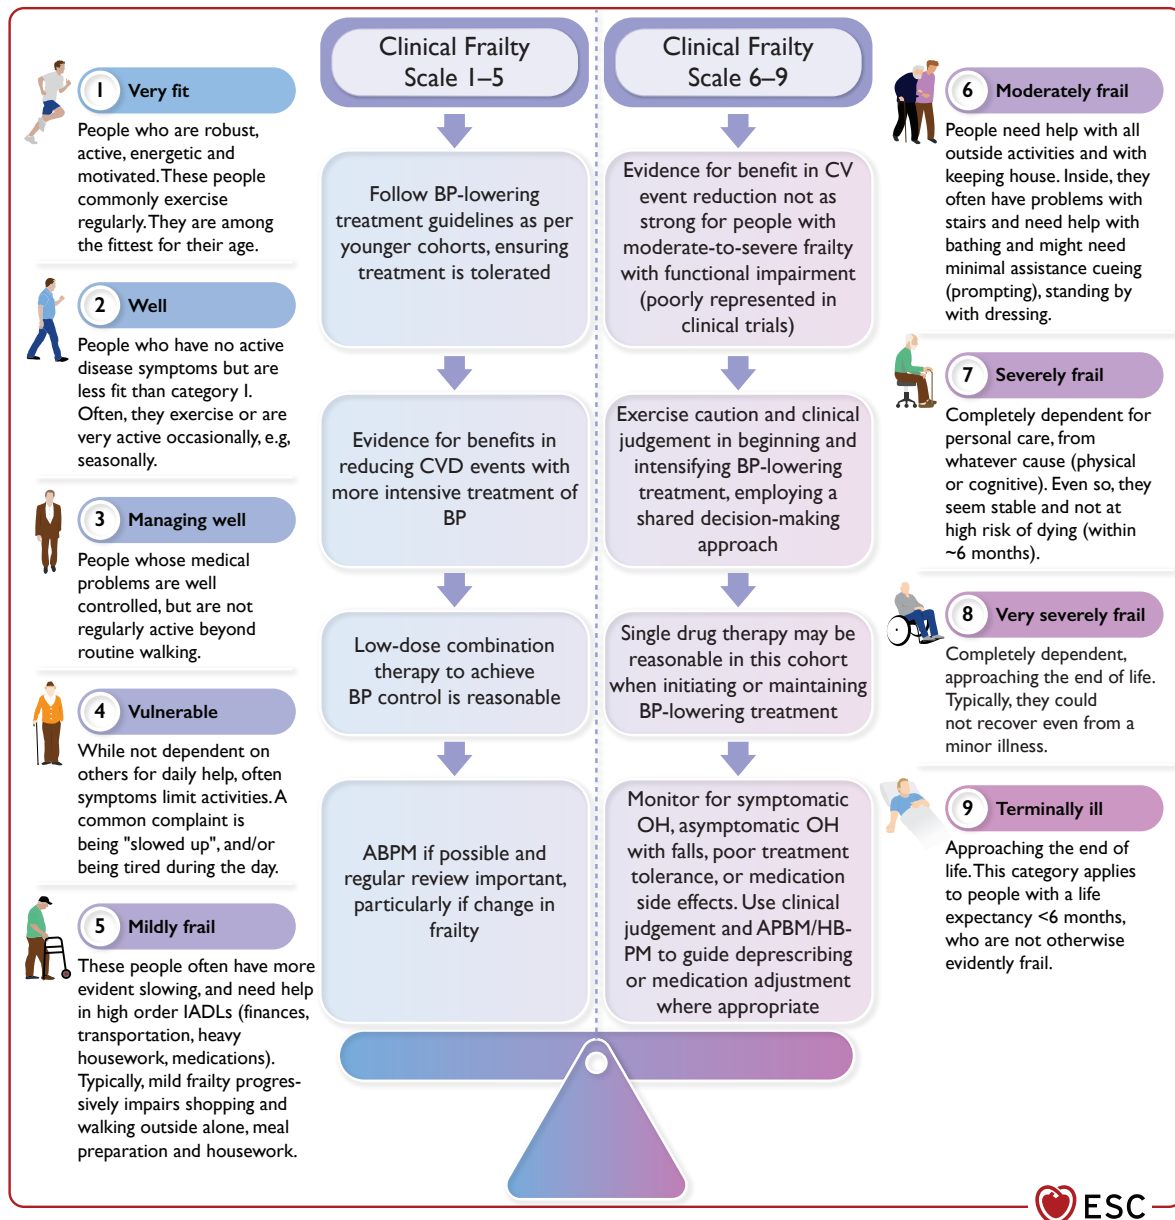 Clinical Frailty
Scale 1–5
Clinical Frailty
Scale 6–9
1 Very fit
People who are robust,
active, energetic and
motivated. These people
commonly exercise
regularly. They are among
the fittest for their age.
2 Well
People who have no active
disease symptoms but are
less fit than category 1.
Often, they exercise or are
very active occasionally, e.g,
seasonally.
3 Managing well
People whose medical
problems are well
controlled, but are not
regularly active beyond
routine walking.
4 Vulnerable
While not dependent on
others for daily help, often
symptoms limit activities. A
common complaint is
being "slowed up", and/or
being tired during the day.
5 Mildly frail
These people often have more
evident slowing, and need help
in high order IADLs (finances,
transportation, heavy
housework, medications).
Typically, mild frailty progres-
sively impairs shopping and
walking outside alone, meal
preparation and housework.
Follow BP-lowering
treatment guidelines as per
younger cohorts, ensuring
treatment is tolerated
Evidence for benefits in
reducing CVD events with
more intensive treatment of
BP
Low-dose combination
therapy to achieve
BP control is reasonable
ABPM if possible and
regular review important,
particularly if change in
frailty
Evidence for benefit in CV
event reduction not as
strong for people with
moderate-to-severe frailty
with functional impairment
(poorly represented in
clinical trials)
Exercise caution and clinical
judgement in beginning and
intensifying BP-lowering
treatment, employing a
shared decision-making
approach
Single drug therapy may be
reasonable in this cohort
when initiating or maintaining
BP-lowering treatment
Monitor for symptomatic
OH, asymptomatic OH
with falls, poor treatment
tolerance, or medication
side effects. Use clinical
judgement and APBM/HB-
PM to guide deprescribing
or medication adjustment
where appropriate
6 Moderately frail
People need help with all
outside activities and with
keeping house. Inside, they
often have problems with
stairs and need help with
bathing and might need
minimal assistance cueing
(prompting), standing by
with dressing.
7 Severely frail
Completely dependent for
personal care, from
whatever cause (physical
or cognitive). Even so, they
seem stable and not at
high risk of dying (within
~6 months).
8 Very severely frail
Completely dependent,
approaching the end of life.
Typically, they could
not recover even from a
minor illness.
9 Terminally ill
Approaching the end of
life. This category applies
to people with a life
expectancy <6 months,
who are not otherwise
evidently frail.
ESC